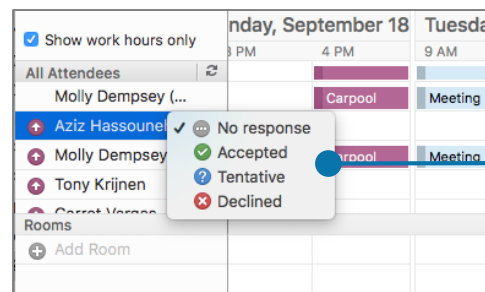 nday, September 18 Tuesda
Show work hours only
3 PM 4 PM 9 AM
All Attendees
Molly Dempsey (...
Carpool Meeting
Aziz Hassounel
No response
Molly Dempsey
Accepted
Meeting
Tony Krijnen
Tentative
Declined
Rooms
Add Room